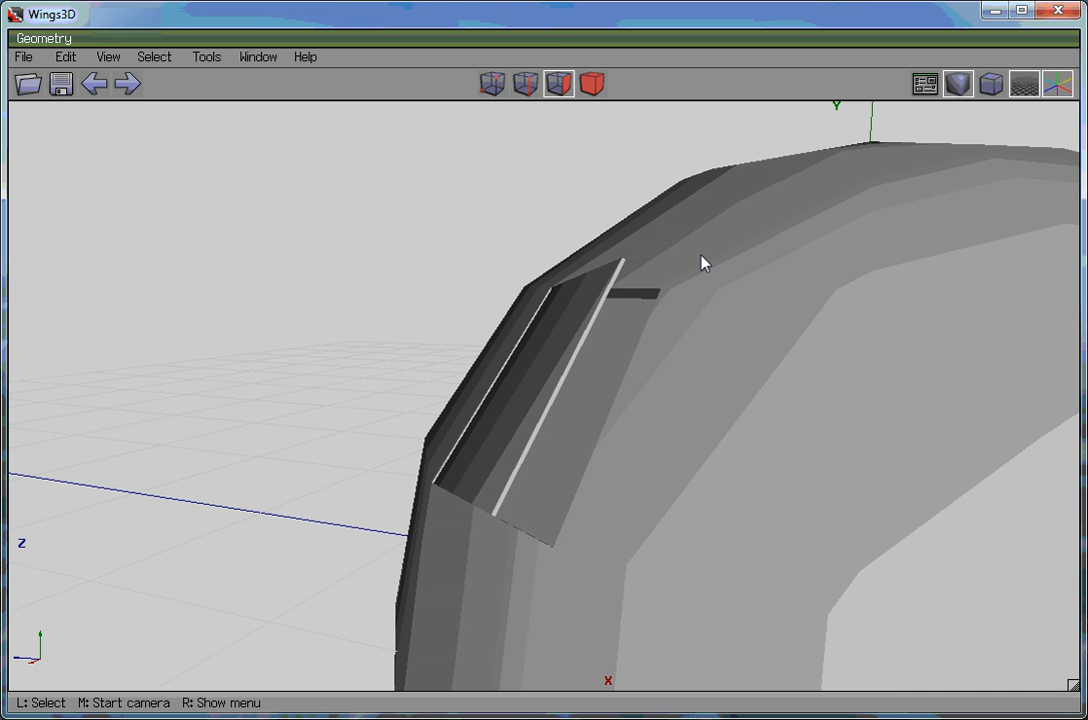 Wings3D
Geometry
File Edit View Select Tools Window Help
Y
Z
X
L: Select M: Start camera R: Show menu